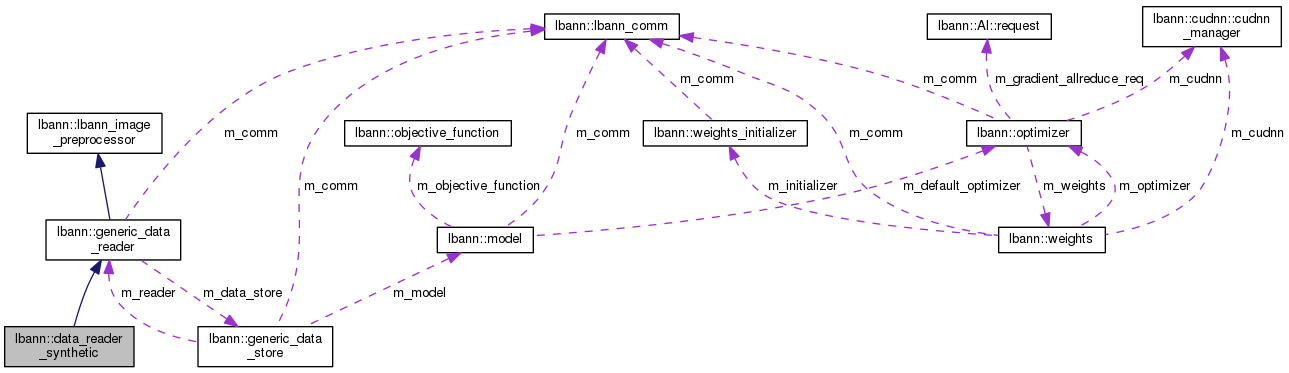 lbann::lbann_comm
lbann::Al::request
lbann::cudnn::cudnn
_manager
m_comm
m_comm
m_gradient_allreduce_req
m_cudnn
lbann::lbann_image
_preprocessor
lbann::objective_function
lbann::weights_initializer
lbann::optimizer
m_comm
m_comm
m_comm
m_cudnn
m_comm
m_objective_function
m_initializer
m_default_optimizer
m_weights
m_optimizer
lbann::generic_data
_reader
lbann::model
lbann::weights
m_reader
m_data_store
m_model
lbann::data_reader
_synthetic
lbann::generic_data
_store